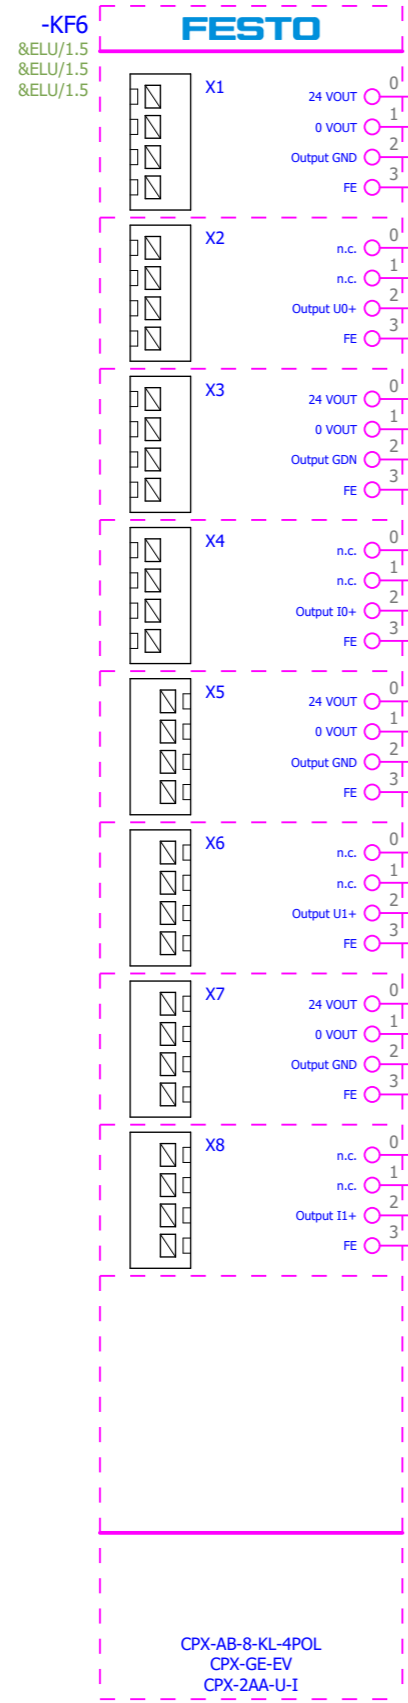 -KF6
&ELU/1.5
&ELU/1.5
&ELU/1.5
FESTO
X1
24 VOUT 0
0 VOUT 1
Output GND 2
FE 3
X2
n.c. 0
n.c. 1
Output U0+ 2
FE 3
X3
24 VOUT 0
0 VOUT 1
Output GDN 2
FE 3
X4
n.c. 0
n.c. 1
Output I0+ 2
FE 3
X5
24 VOUT 0
0 VOUT 1
Output GND 2
FE 3
X6
n.c. 0
n.c. 1
Output U1+ 2
FE 3
X7
24 VOUT 0
0 VOUT 1
Output GND 2
FE 3
X8
n.c. 0
n.c. 1
Output I1+ 2
FE 3
CPX-AB-8-KL-4POL
CPX-GE-EV
CPX-2AA-U-I